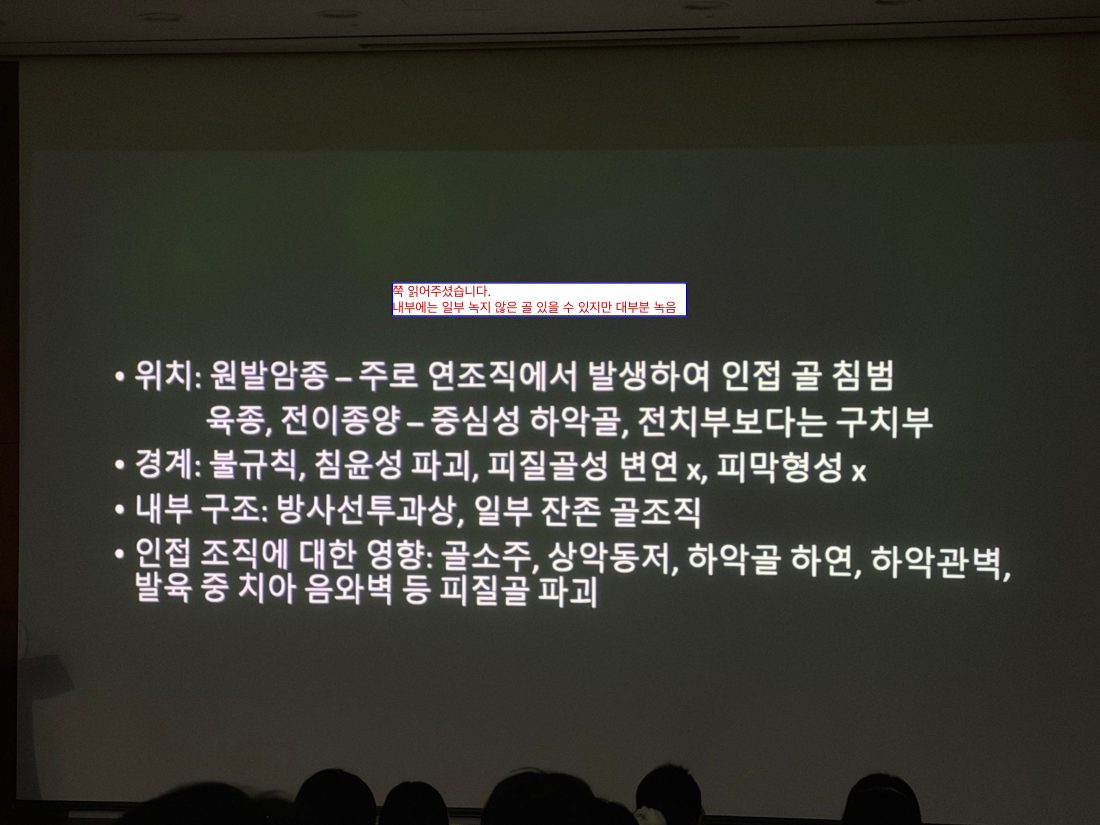 쭉 읽어주셨습니다.
내부에는 일부 녹지 않은 골 있을 수 있지만 대부분 녹음
• 위치: 원발암종 – 주로 연조직에서 발생하여 인접 골 침범
육종, 전이종양 – 중심성 하악골, 전치부보다는 구치부
• 경계: 불규칙, 침윤성 파괴, 피질골성 변연 x, 피막형성 x
• 내부 구조: 방사선투과상, 일부 잔존 골조직
• 인접 조직에 대한 영향: 골소주, 상악동저, 하악골 하연, 하악관벽,
발육 중 치아 음와벽 등 피질골 파괴